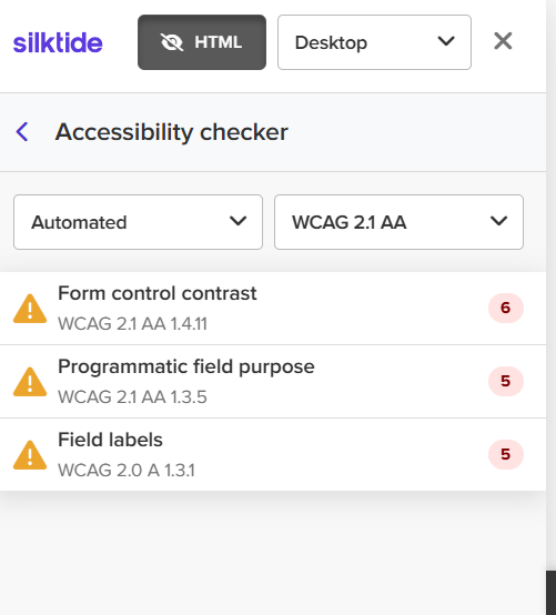 silktide
HTML
Desktop
Accessibility checker
Automated
WCAG 2.1 AA
Form control contrast
WCAG 2.1 AA 1.4.11
6
Programmatic field purpose
WCAG 2.1 AA 1.3.5
5
Field labels
WCAG 2.0 A 1.3.1
5